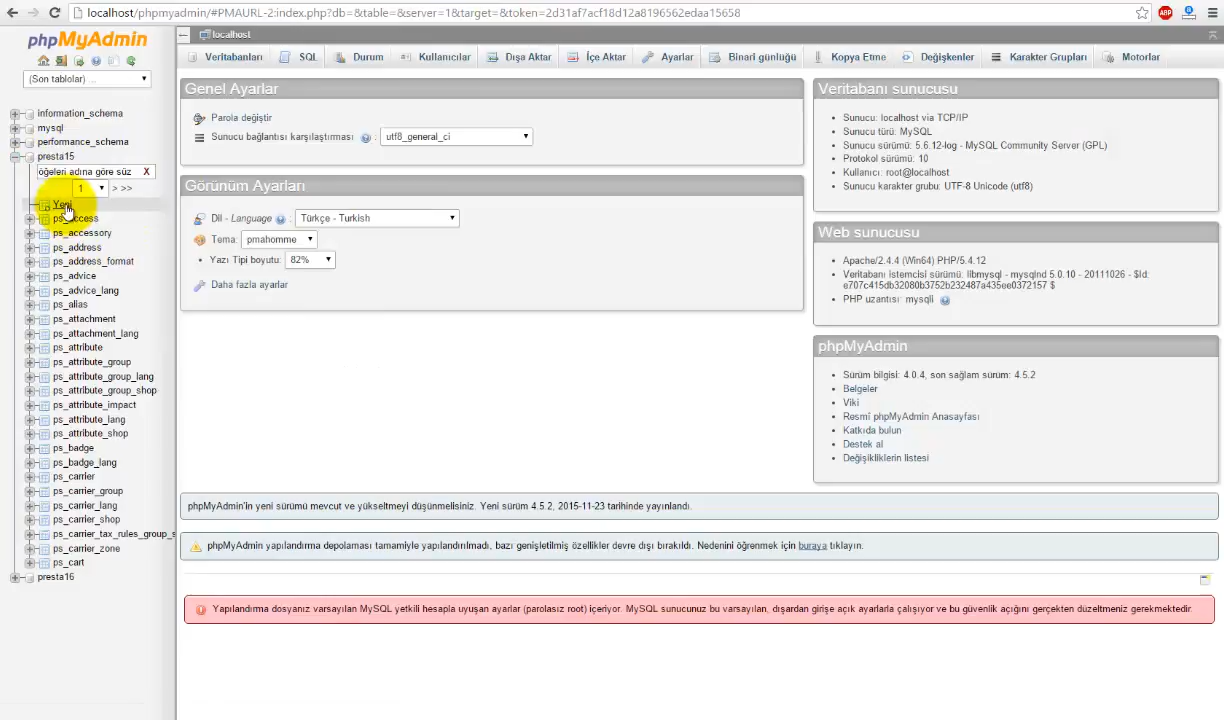 localhost/phpmyadmin/#PMAURL-2:index.php?db=&table=&server=1&target=&token=2d31af7acf18d12a8196562edaa15658
ABP
phpMyAdmin
(Son tablolar) ...
information_schema
mysql
performance_schema
presta15
öğeleri adına göre süz X
1 > >>
Yeni
ps_access
ps_accessory
ps_address
ps_address_format
ps_advice
ps_advice_lang
ps_alias
ps_attachment
ps_attachment_lang
ps_attribute
ps_attribute_group
ps_attribute_group_lang
ps_attribute_group_shop
ps_attribute_impact
ps_attribute_lang
ps_attribute_shop
ps_badge
ps_badge_lang
ps_carrier
ps_carrier_group
ps_carrier_lang
ps_carrier_shop
ps_carrier_tax_rules_group_s
ps_carrier_zone
ps_cart
presta16
localhost
Veritabanları SQL Durum Kullanıcılar Dışa Aktar İçe Aktar Ayarlar Binari günlüğü Kopya Etme Değişkenler Karakter Grupları Motorlar
Genel Ayarlar
Parola değiştir
Sunucu bağlantısı karşılaştırması : utf8_general_ci
Görünüm Ayarları
Dil - Language : Türkçe - Turkish
Tema: pmahomme
Yazı Tipi boyutu: 82%
Daha fazla ayarlar
Veritabanı sunucusu
Sunucu: localhost via TCP/IP
Sunucu türü: MySQL
Sunucu sürümü: 5.6.12-log - MySQL Community Server (GPL)
Protokol sürümü: 10
Kullanıcı: root@localhost
Sunucu karakter grubu: UTF-8 Unicode (utf8)
Web sunucusu
Apache/2.4.4 (Win64) PHP/5.4.12
Veritabanı istemcisi sürümü: libmysql - mysqlnd 5.0.10 - 20111026 - $Id:
e707c415db32080b3752b232487a435ee0372157 $
PHP uzantısı: mysqli
phpMyAdmin
Sürüm bilgisi: 4.0.4, son sağlam sürüm: 4.5.2
Belgeler
Viki
Resmî phpMyAdmin Anasayfası
Katkıda bulun
Destek al
Değişikliklerin listesi
phpMyAdmin'in yeni sürümü mevcut ve yükseltmeyi düşünmelisiniz. Yeni sürüm 4.5.2, 2015-11-23 tarihinde yayınlandı.
phpMyAdmin yapılandırma depolaması tamamiyle yapılandırılmadı, bazı genişletilmiş özellikler devre dışı bırakıldı. Nedenini öğrenmek için buraya tıklayın.
Yapılandırma dosyanız varsayılan MySQL yetkili hesapla uyuşan ayarlar (parolasız root) içeriyor. MySQL sunucunuz bu varsayılan, dışardan girişe açık ayarlarla çalışıyor ve bu güvenlik açığını gerçekten düzeltmeniz gerekmektedir.